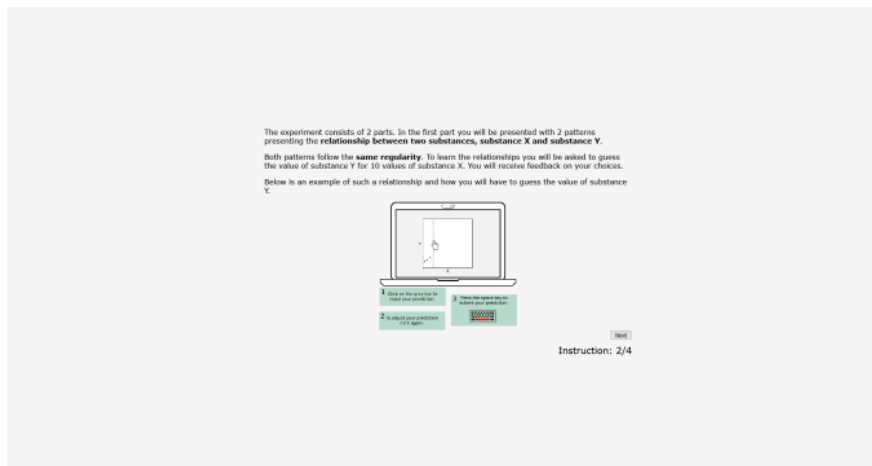 The experiment consists of 2 parts. In the first part you will be presented with 2 patterns
presenting the relationship between two substances, substance X and substance Y.
Both patterns follow the same regularity. To learn the relationships you will be asked to guess
the value of substance Y for 10 values of substance X. You will receive feedback on your choices.
Below is an example of such a relationship and how you will have to guess the value of substance
Y.
X
1 Click on the grey bar to
input your prediction.
2 To adjust your prediction
click again.
3 Press the space key to
submit your prediction.
Next
Instruction: 2/4